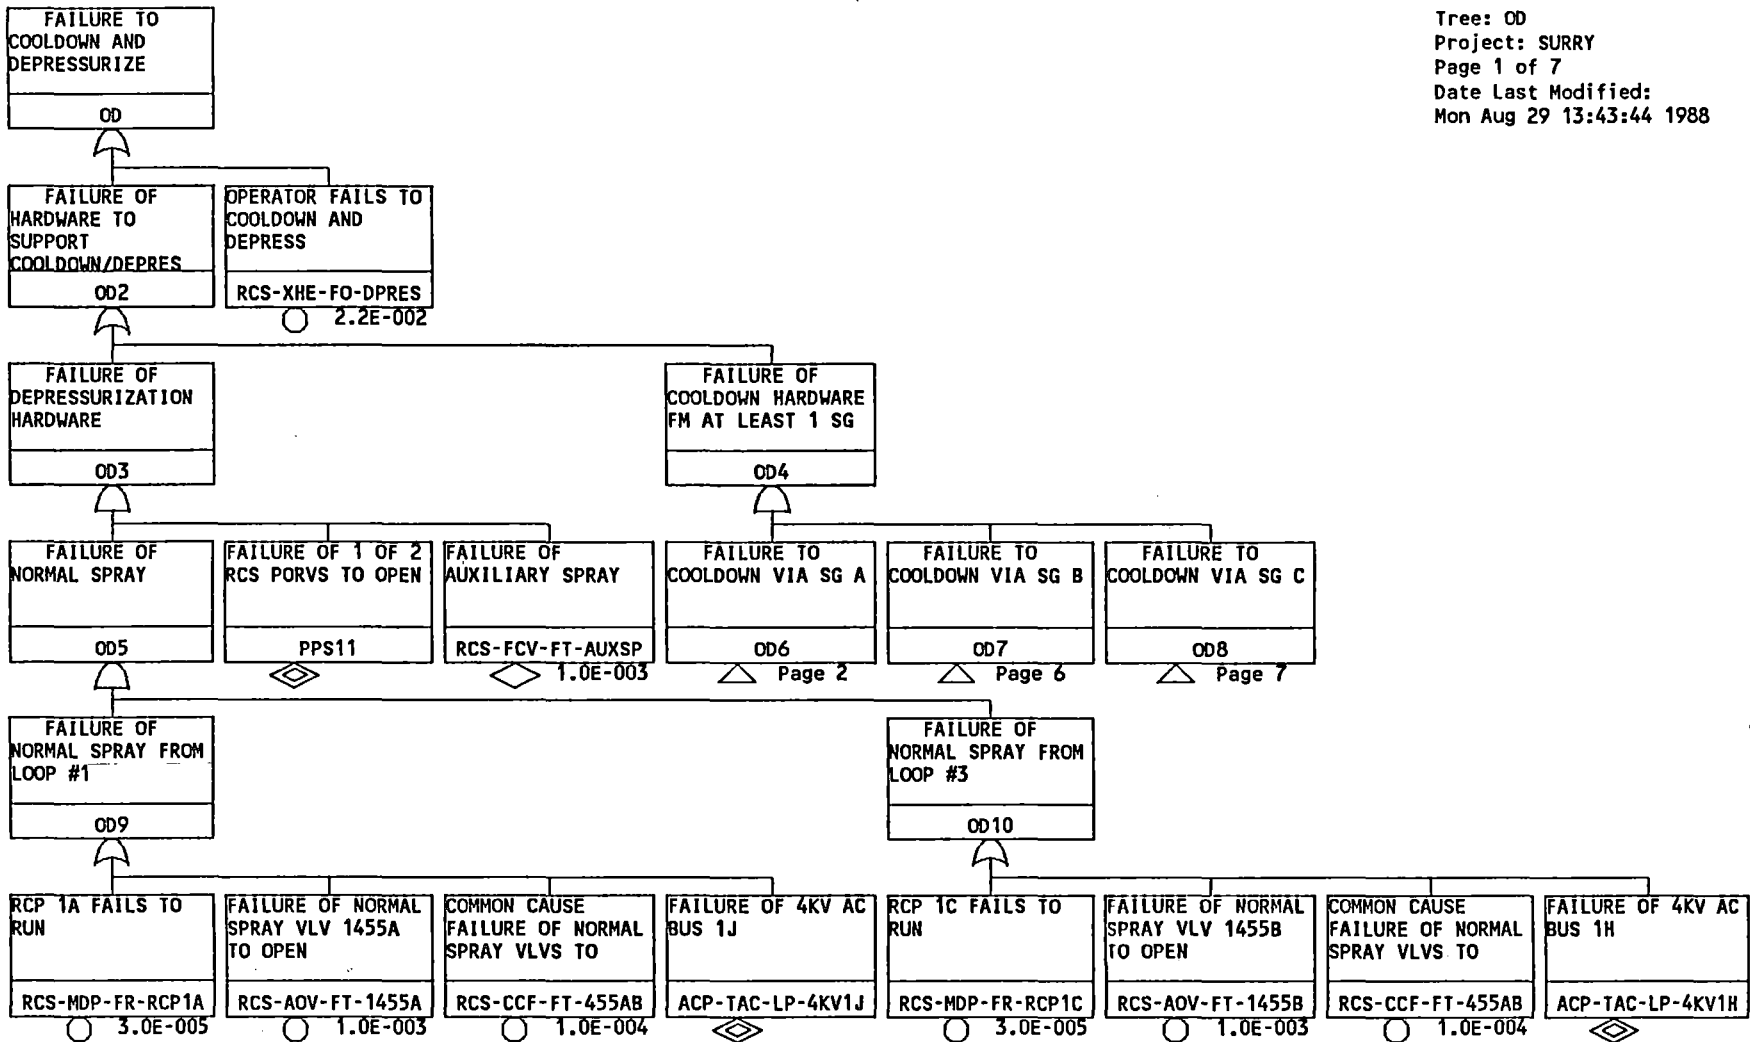 Tree: OD
Project: SURRY
Page 1 of 7
Date Last Modified:
Mon Aug 29 13:43:44 1988
FAILURE TO
COOLDOWN AND
DEPRESSURIZE
OD
FAILURE OF
HARDWARE TO
SUPPORT
COOLDOWN/DEPRES
OD2
OPERATOR FAILS TO
COOLDOWN AND
DEPRESS
RCS-XHE-FO-DPRES
2.2E-002
FAILURE OF
DEPRESSURIZATION
HARDWARE
OD3
FAILURE OF
COOLDOWN HARDWARE
FM AT LEAST 1 SG
OD4
FAILURE OF
NORMAL SPRAY
OD5
FAILURE OF 1 OF 2
RCS PORVS TO OPEN
PPS11
FAILURE OF
AUXILIARY SPRAY
RCS-FCV-FT-AUXSP
1.0E-003
FAILURE TO
COOLDOWN VIA SG A
OD6
Page 2
FAILURE TO
COOLDOWN VIA SG B
OD7
Page 6
FAILURE TO
COOLDOWN VIA SG C
OD8
Page 7
FAILURE OF
NORMAL SPRAY FROM
LOOP #1
OD9
FAILURE OF
NORMAL SPRAY FROM
LOOP #3
OD10
RCP 1A FAILS TO
RUN
RCS-MDP-FR-RCP1A
3.0E-005
FAILURE OF NORMAL
SPRAY VLV 1455A
TO OPEN
RCS-AOV-FT-1455A
1.0E-003
COMMON CAUSE
FAILURE OF NORMAL
SPRAY VLVS TO
RCS-CCF-FT-455AB
1.0E-004
FAILURE OF 4KV AC
BUS 1J
ACP-TAC-LP-4KV1J
RCP 1C FAILS TO
RUN
RCS-MDP-FR-RCP1C
3.0E-005
FAILURE OF NORMAL
SPRAY VLV 1455B
TO OPEN
RCS-AOV-FT-1455B
1.0E-003
COMMON CAUSE
FAILURE OF NORMAL
SPRAY VLVS TO
RCS-CCF-FT-455AB
1.0E-004
FAILURE OF 4KV AC
BUS 1H
ACP-TAC-LP-4KV1H